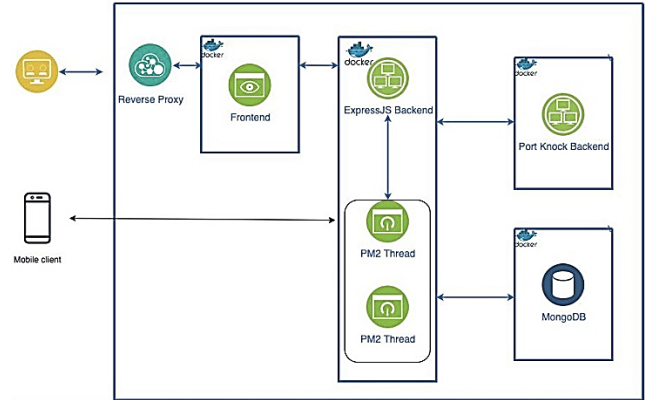 docker
docker
docker
Reverse Proxy
Frontend
ExpressJS Backend
Port Knock Backend
Mobile client
PM2 Thread
docker
MongoDB
PM2 Thread